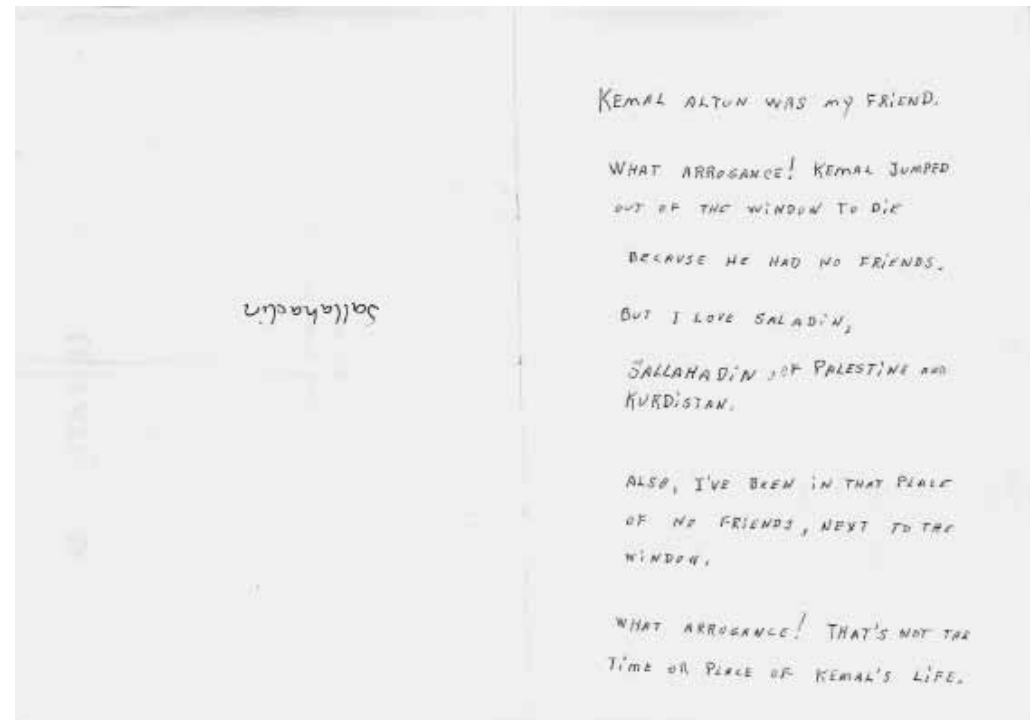 Sallahadin
KEMAL ALTUN WAS MY FRIEND.
WHAT ARROGANCE! KEMAL JUMPED
OUT OF THE WINDOW TO DIE
BECAUSE HE HAD NO FRIENDS.
BUT I LOVE SALADIN,
SALLAHADIN, OF PALESTINE AND
KURDISTAN.
ALSO, I'VE BEEN IN THAT PLACE
OF NO FRIENDS, NEXT TO THE
WINDOW.
WHAT ARROGANCE! THAT'S NOT THE
TIME OR PLACE OF KEMAL'S LIFE.